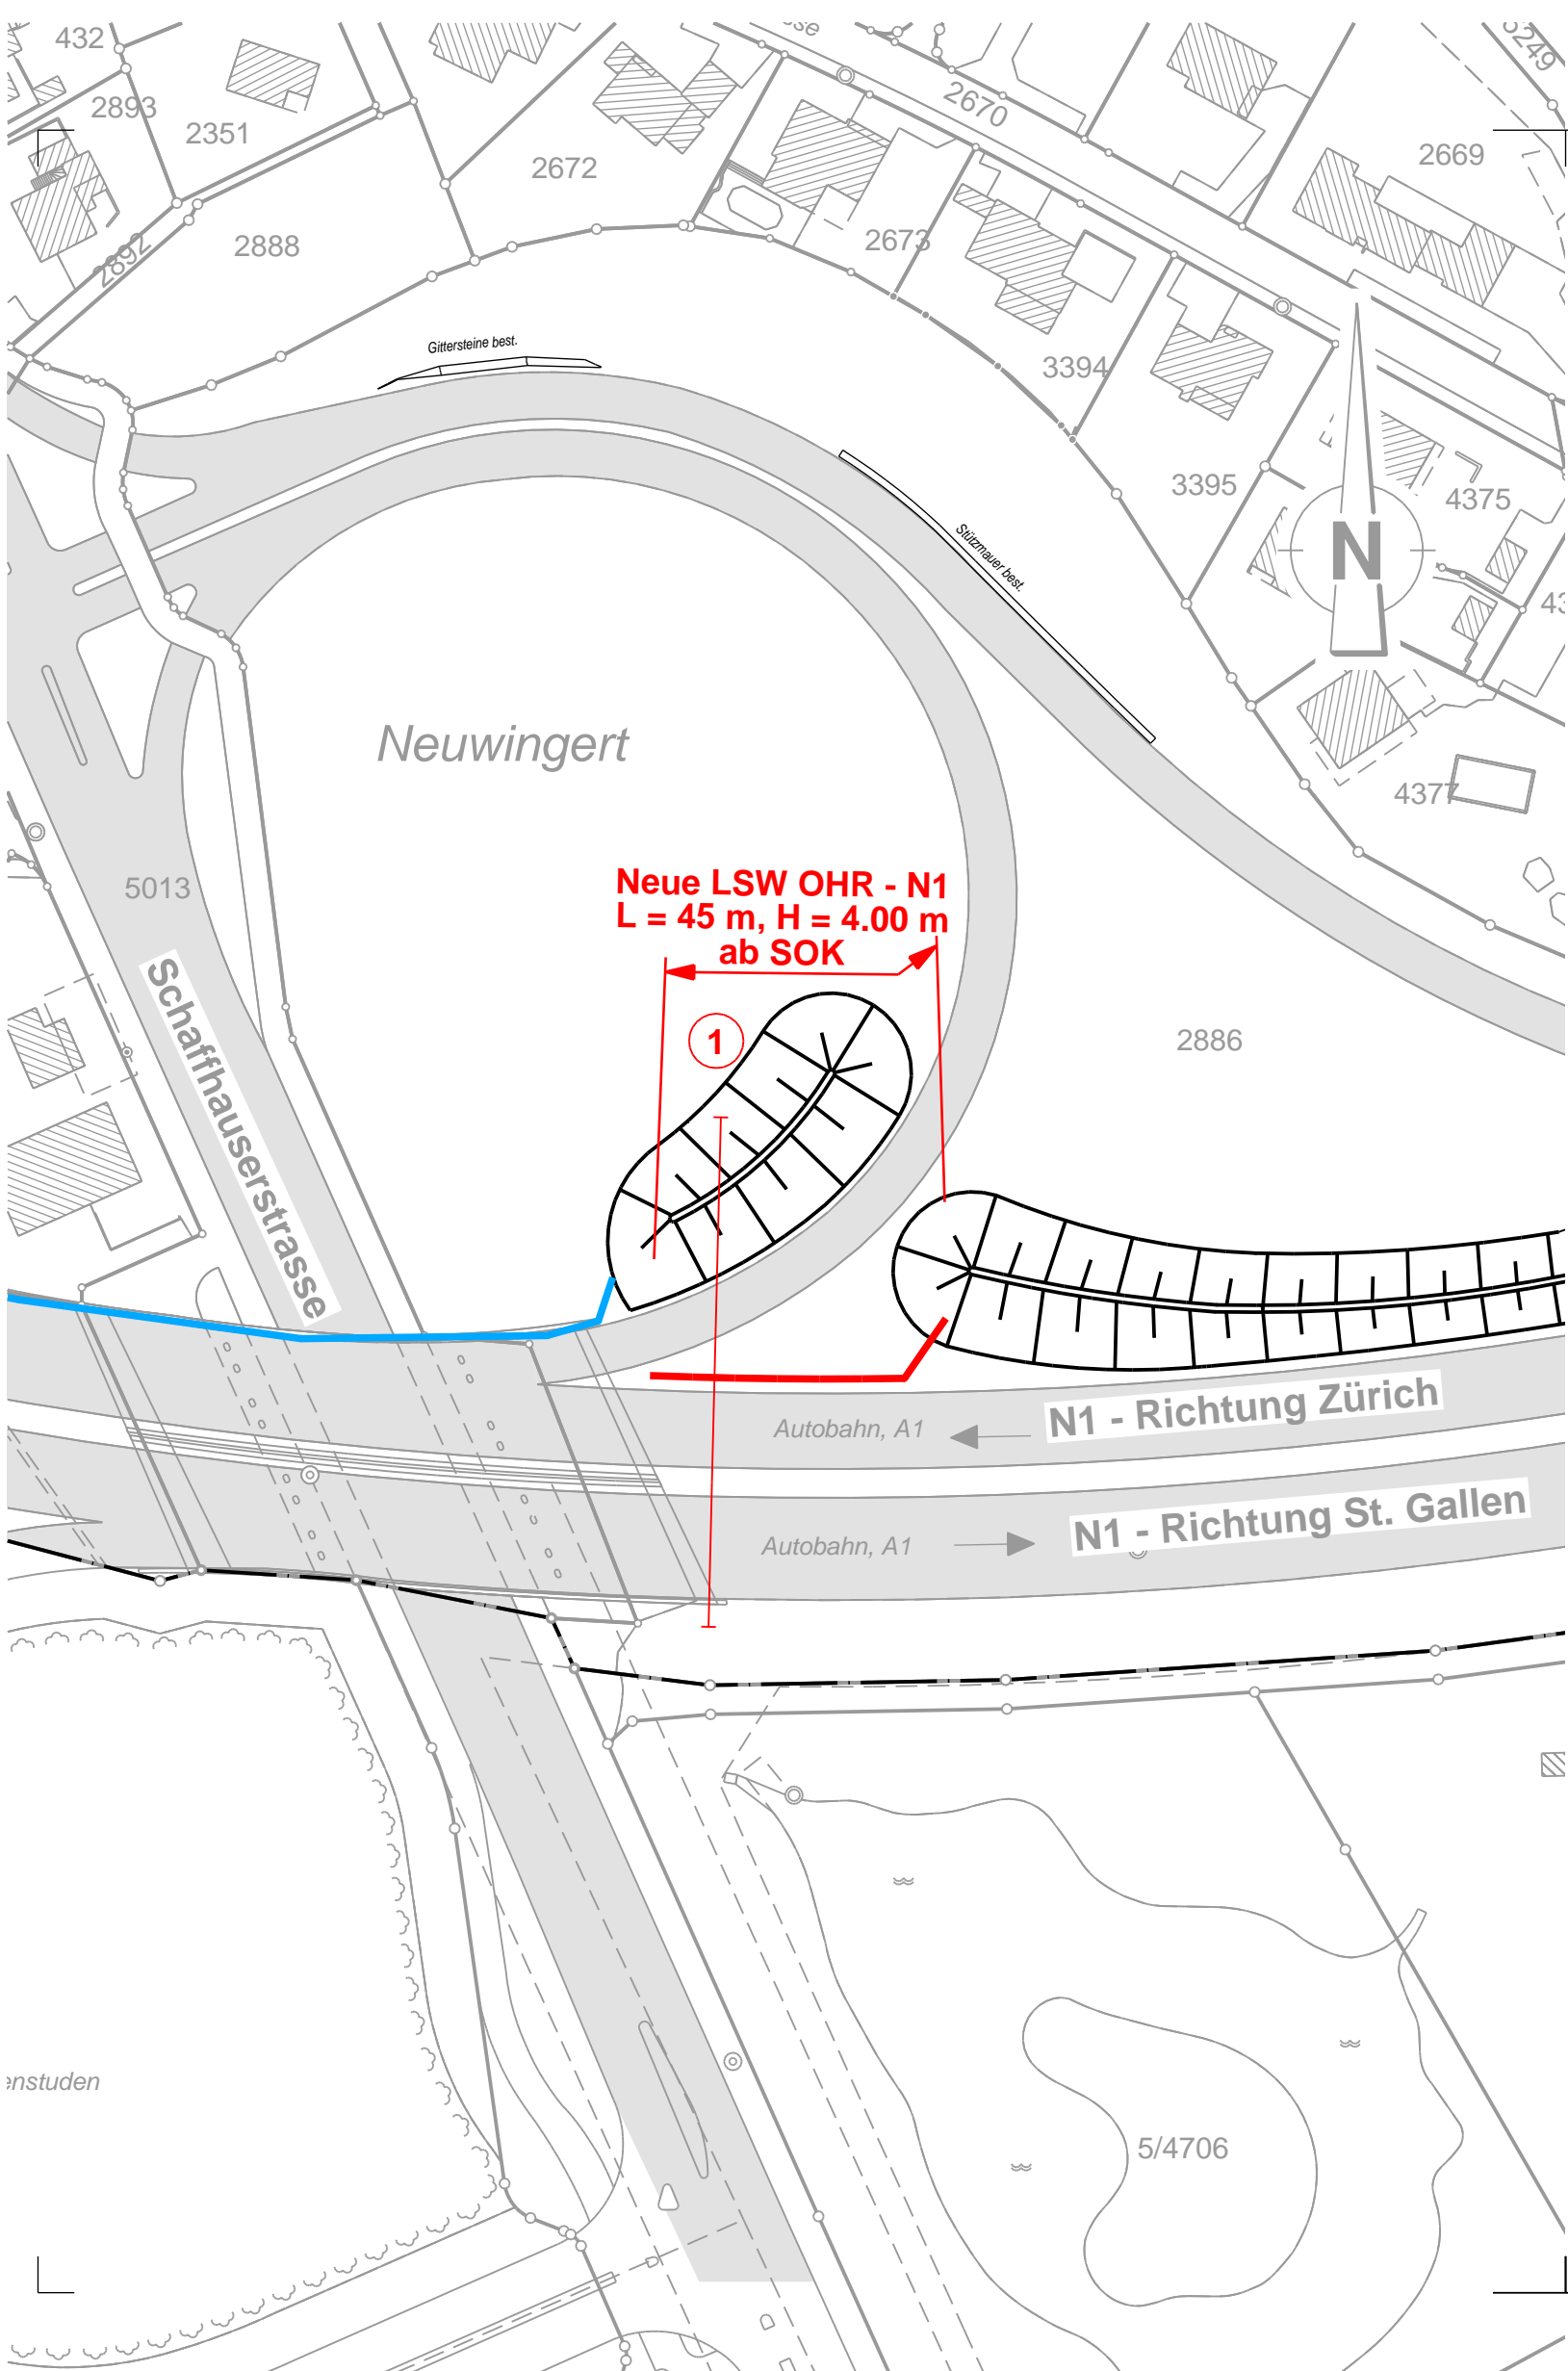 432
2893
2351
2892
2888
2672
2670
2673
5249
2669
3394
3395
4375
N
4377
Gittersteine best.
Stützmauer best.
Neuwingert
5013
Neue LSW OHR - N1
L = 45 m, H = 4.00 m
ab SOK
1
2886
Schaffhauserstrasse
Autobahn, A1
N1 - Richtung Zürich
Autobahn, A1
N1 - Richtung St. Gallen
enstuden
5/4706